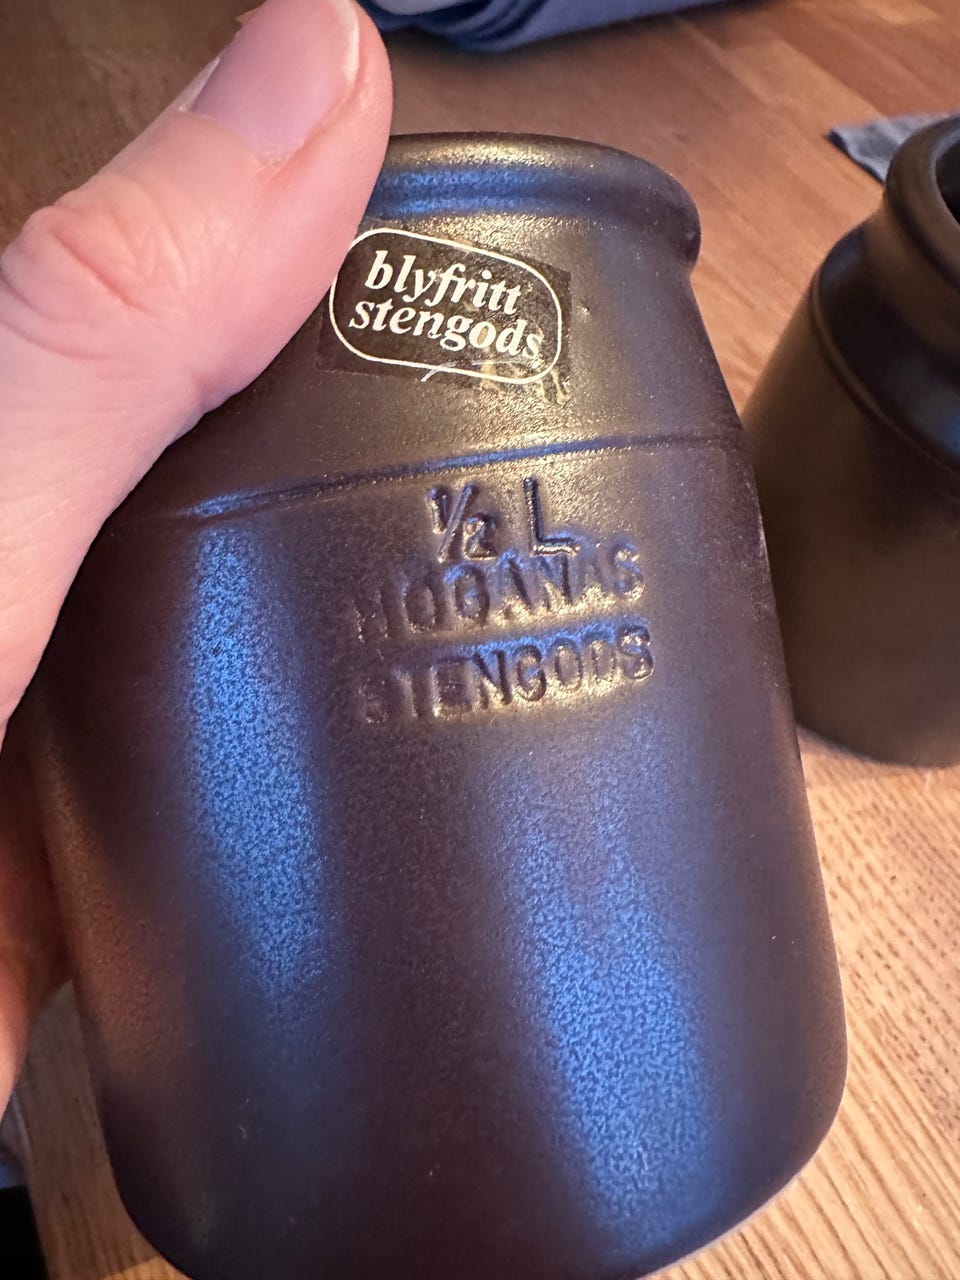 blyfritt
stengods
½ L
HÖGANÄS
STENGODS